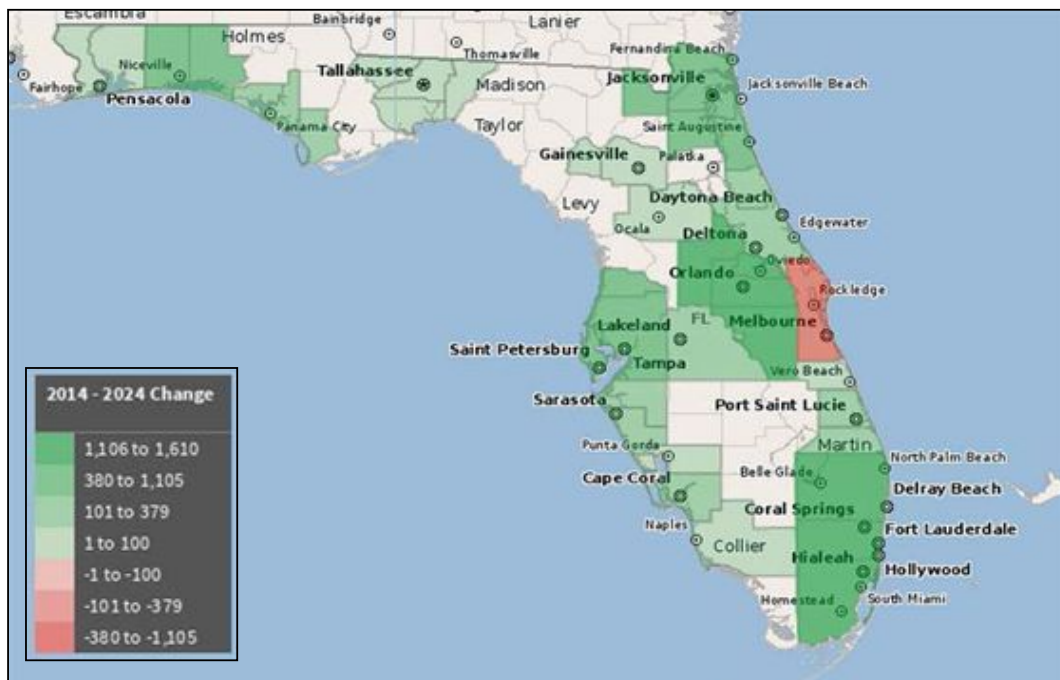 Escambia
Bainbridge
Lanier
Holmes
Thomasville
Fernandina Beach
Niceville
Tallahassee
Madison
Jacksonville
Fairhope
Pensacola
Jacksonville Beach
Panama City
Taylor
Saint Augustine
Gainesville
Palatka
Levy
Daytona Beach
Ocala
Edgewater
Deltona
Oviedo
Orlando
Rockledge
Lakeland
FL
Melbourne
Saint Petersburg
Tampa
Vero Beach
Sarasota
Port Saint Lucie
Punta Gorda
Martin
North Palm Beach
Cape Coral
Belle Glade
Delray Beach
Coral Springs
Naples
Fort Lauderdale
Collier
Hialeah
Hollywood
Homestead
South Miami
2014 - 2024 Change
1,106 to 1,610
380 to 1,105
101 to 379
1 to 100
-1 to -100
-101 to -379
-380 to -1,105